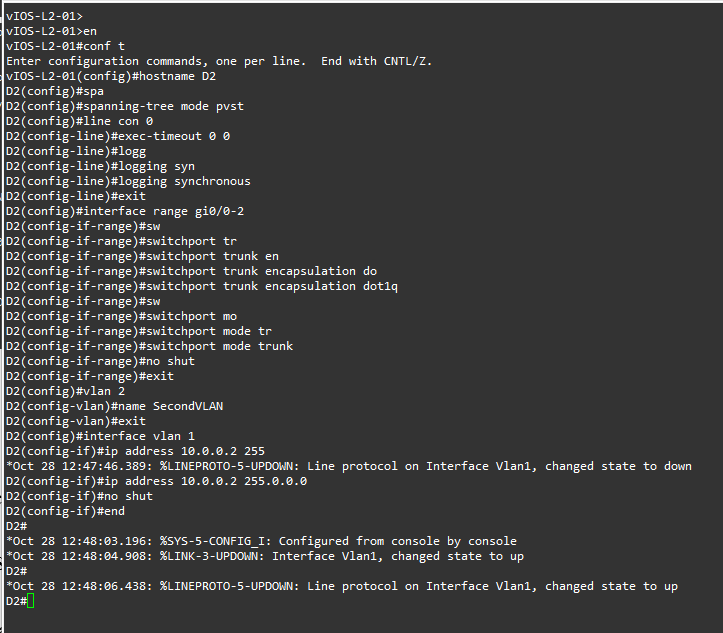 vIOS-L2-01>
vIOS-L2-01>en
vIOS-L2-01#conf t
Enter configuration commands, one per line.  End with CNTL/Z.
vIOS-L2-01(config)#hostname D2
D2(config)#spa
D2(config)#spanning-tree mode pvst
D2(config)#line con 0
D2(config-line)#exec-timeout 0 0
D2(config-line)#logg
D2(config-line)#logging syn
D2(config-line)#logging synchronous
D2(config-line)#exit
D2(config)#interface range gi0/0-2
D2(config-if-range)#sw
D2(config-if-range)#switchport tr
D2(config-if-range)#switchport trunk en
D2(config-if-range)#switchport trunk encapsulation do
D2(config-if-range)#switchport trunk encapsulation dot1q
D2(config-if-range)#sw
D2(config-if-range)#switchport mo
D2(config-if-range)#switchport mode tr
D2(config-if-range)#switchport mode trunk
D2(config-if-range)#no shut
D2(config-if-range)#exit
D2(config)#vlan 2
D2(config-vlan)#name SecondVLAN
D2(config-vlan)#exit
D2(config)#interface vlan 1
D2(config-if)#ip address 10.0.0.2 255
*Oct 28 12:47:46.389: %LINEPROTO-5-UPDOWN: Line protocol on Interface Vlan1, changed state to down
D2(config-if)#ip address 10.0.0.2 255.0.0.0
D2(config-if)#no shut
D2(config-if)#end
D2#
*Oct 28 12:48:03.196: %SYS-5-CONFIG_I: Configured from console by console
*Oct 28 12:48:04.908: %LINK-3-UPDOWN: Interface Vlan1, changed state to up
D2#
*Oct 28 12:48:06.438: %LINEPROTO-5-UPDOWN: Line protocol on Interface Vlan1, changed state to up
D2#